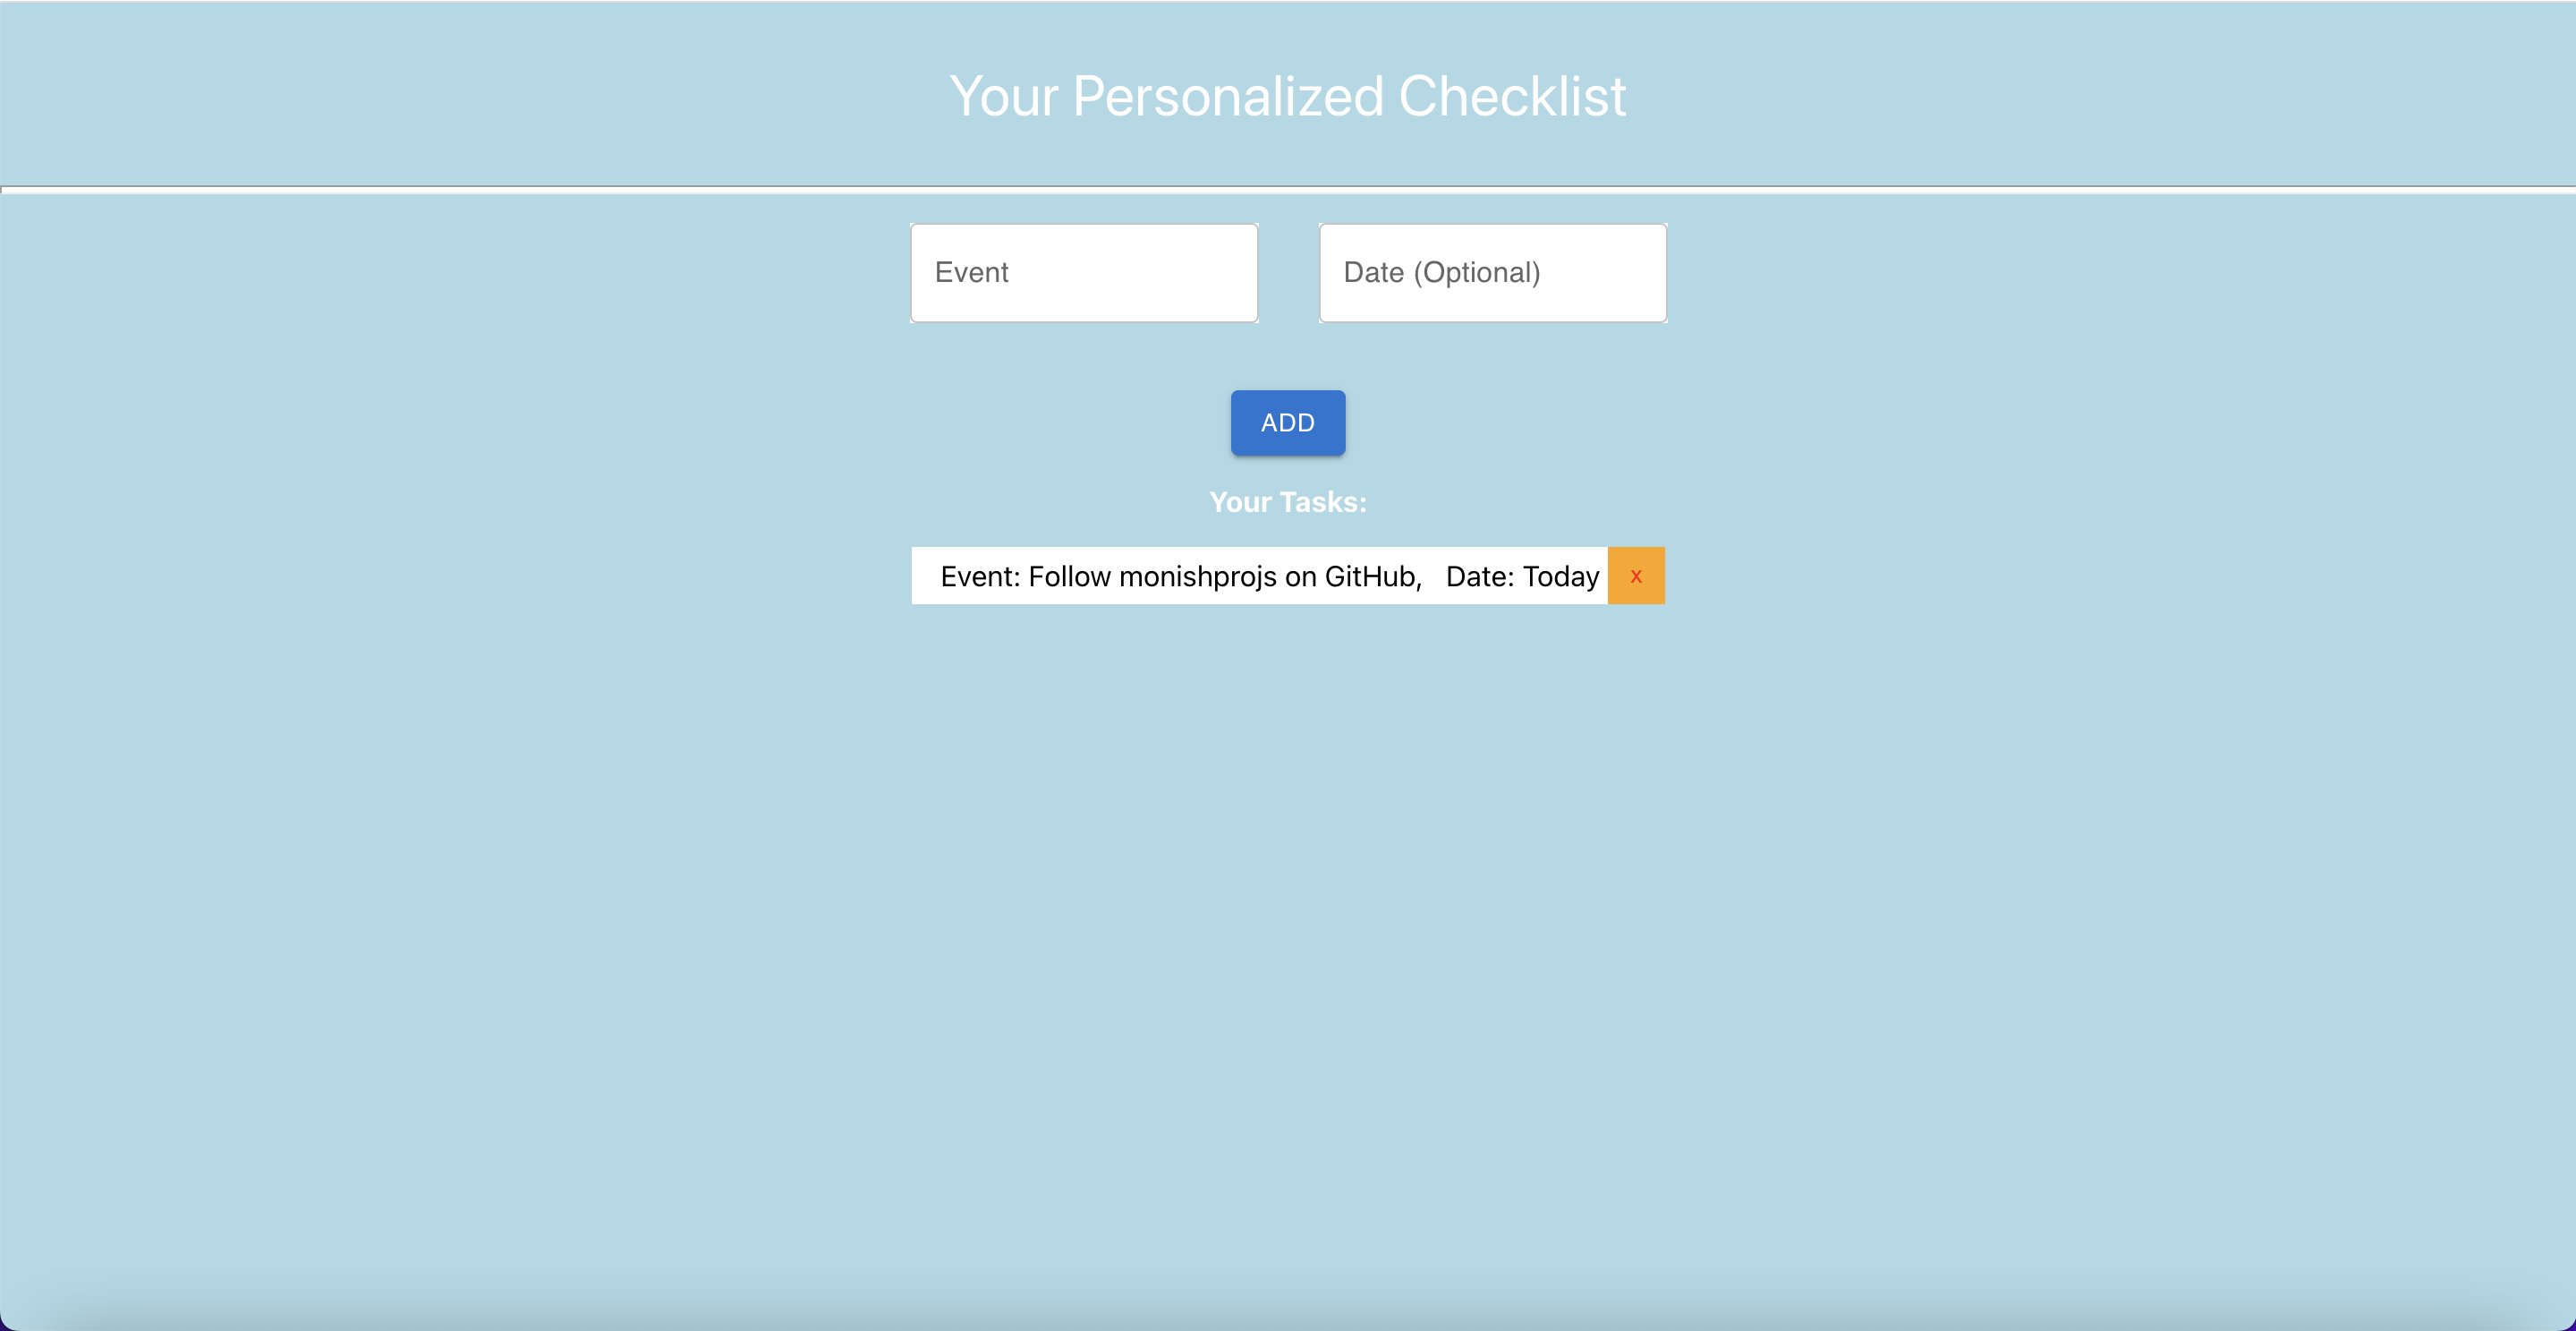 Your Personalized Checklist
Event
Date (Optional)
ADD
Your Tasks:
Event: Follow monishprojs on GitHub, Date: Today x